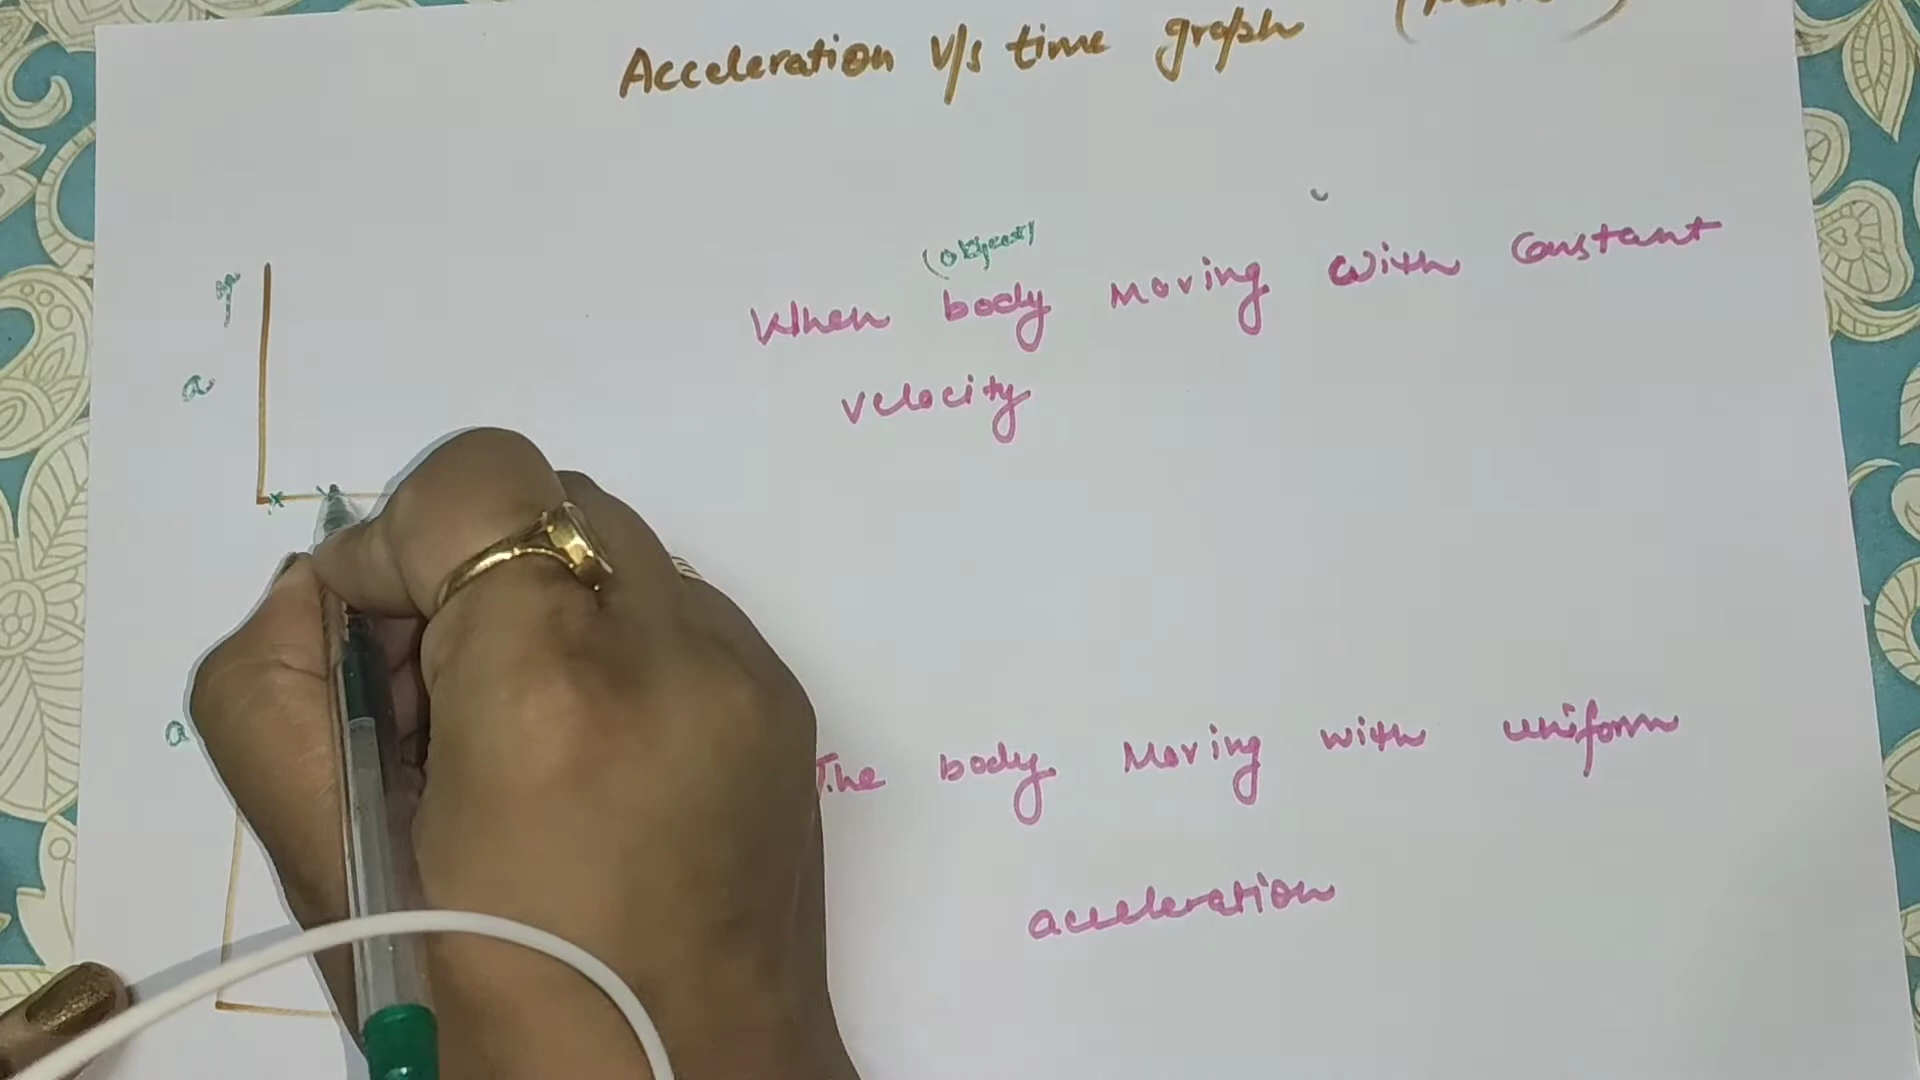 Acceleration V/s time graph
(object)
When body moving with constant
velocity
a
a
The body moving with uniform
acceleration